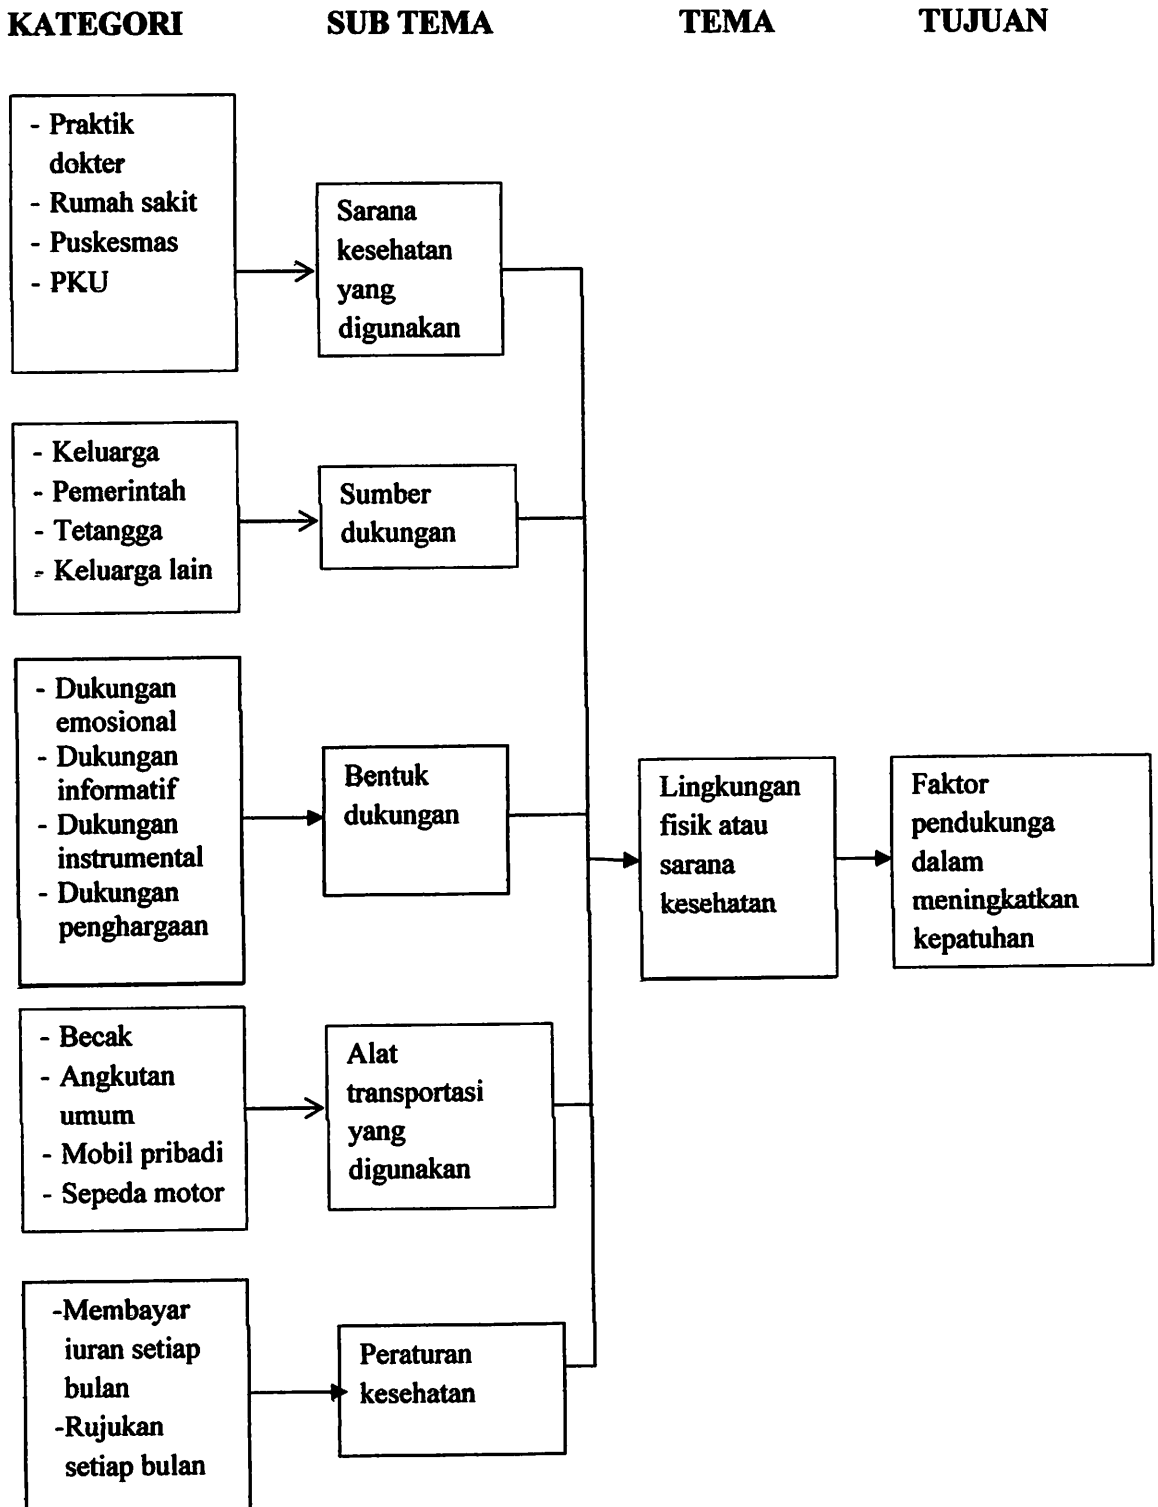 KATEGORI SUB TEMA TEMA TUJUAN
- Praktik
dokter
- Rumah sakit
- Puskesmas
- PKU
Sarana
kesehatan
yang
digunakan
- Keluarga
- Pemerintah
- Tetangga
- Keluarga lain
Sumber
dukungan
- Dukungan
emosional
- Dukungan
informatif
- Dukungan
instrumental
- Dukungan
penghargaan
Bentuk
dukungan
Lingkungan
fisik atau
sarana
kesehatan
Faktor
pendukunga
dalam
meningkatkan
kepatuhan
- Becak
- Angkutan
umum
- Mobil pribadi
- Sepeda motor
Alat
transportasi
yang
digunakan
-Membayar
iuran setiap
bulan
-Rujukan
setiap bulan
Peraturan
kesehatan